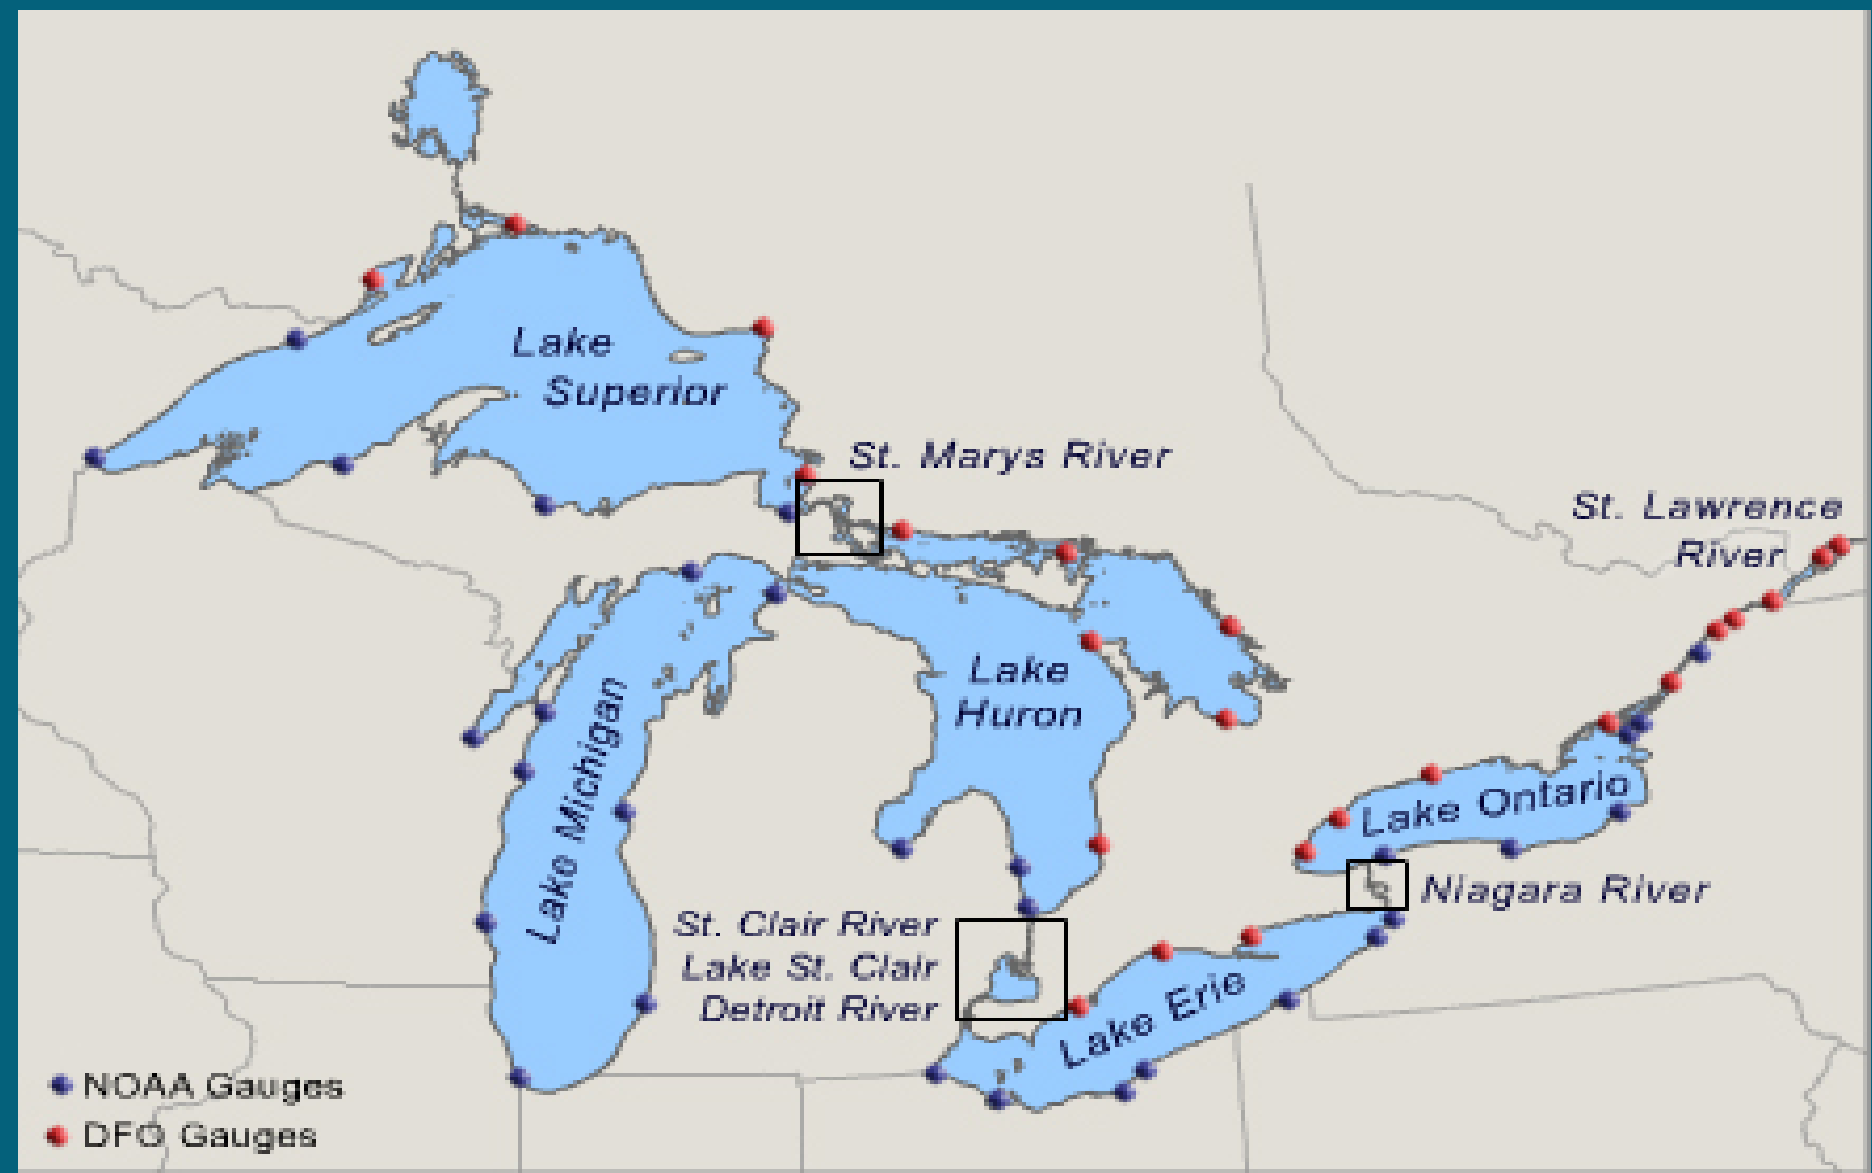 Lake
Superior
St. Marys River
St. Lawrence
River
Lake
Huron
Lake Michigan
Lake Ontario
Niagara River
St. Clair River
Lake St. Clair
Detroit River
Lake Erie
NOAA Gauges
DFO Gauges